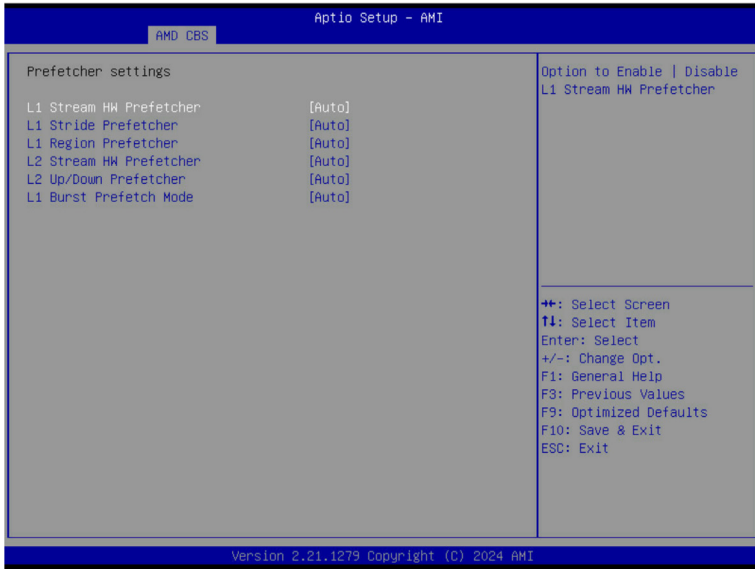 Aptio Setup – AMI
AMD CBS
Prefetcher settings
L1 Stream HW Prefetcher [Auto]
L1 Stride Prefetcher [Auto]
L1 Region Prefetcher [Auto]
L2 Stream HW Prefetcher [Auto]
L2 Up/Down Prefetcher [Auto]
L1 Burst Prefetch Mode [Auto]
Option to Enable | Disable
L1 Stream HW Prefetcher
→←: Select Screen
↑↓: Select Item
Enter: Select
+/-: Change Opt.
F1: General Help
F3: Previous Values
F9: Optimized Defaults
F10: Save & Exit
ESC: Exit
Version 2.21.1279 Copyright (C) 2024 AMI